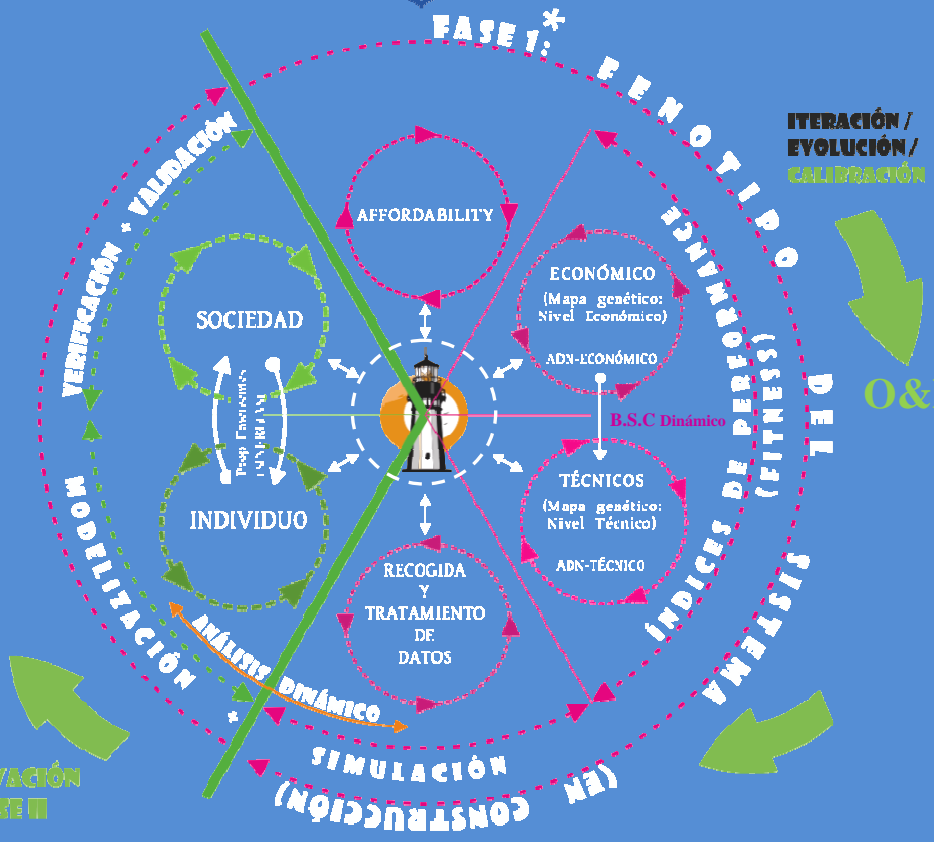 FASE 1:*
FENOTIPO
DEL
SISTEMA
(EN CONSTRUCCIÓN)
ITERACIÓN /
EVOLUCIÓN /
CALIBRACIÓN
O&
VERIFICACIÓN + VALIDACIÓN
MODELIZACIÓN +
AFFORDABILITY
ECONÓMICO
(Mapa genético:
Nivel Económico)
ADN-ECONÓMICO
ÍNDICES DE PERFORMANCE
(FITNESS)
SOCIEDAD
B.S.C Dinámico
INDIVIDUO
TÉCNICOS
(Mapa genético:
Nivel Técnico)
ADN-TÉCNICO
RECOGIDA
Y
TRATAMIENTO
DE
DATOS
ANÁLISIS DINÁMICO
SIMULACIÓN
VACIÓN
SE II